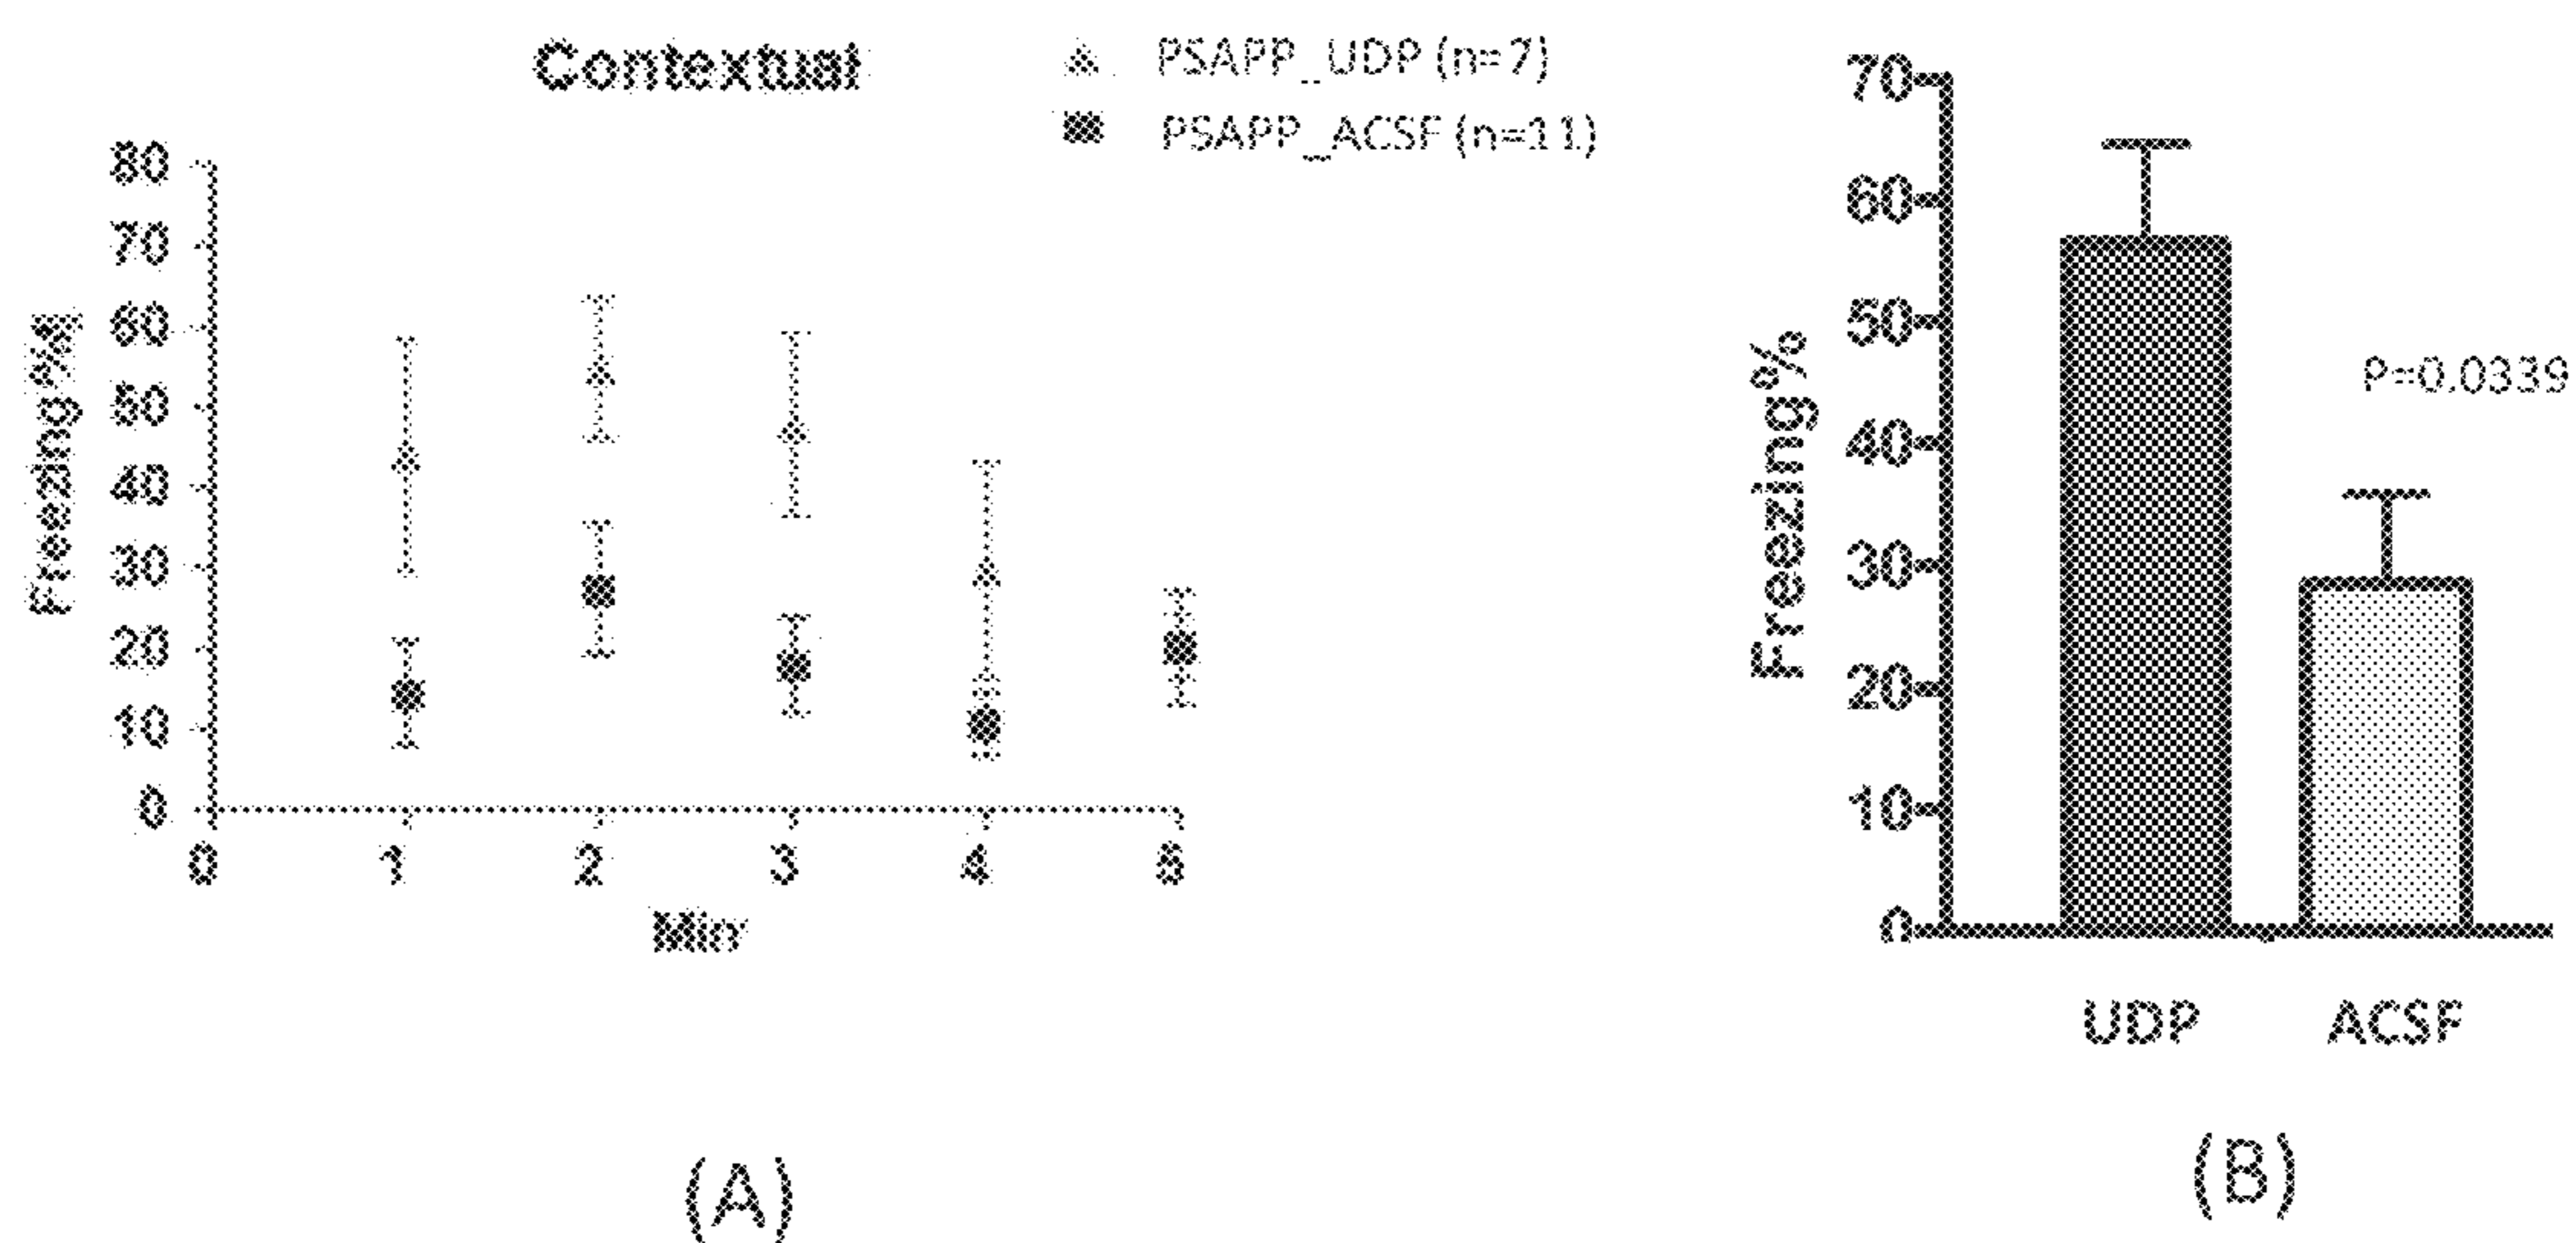 Contextual
PSAPP_UDP (n=7)
PSAPP_ACSF (n=11)
Freezing %
80
70
60
50
40
30
20
10
0
0 1 2 3 4 5
Min
(A)
Freezing%
70
60
50
40
30
20
10
0
P=0.0339
UDP ACSF
(B)